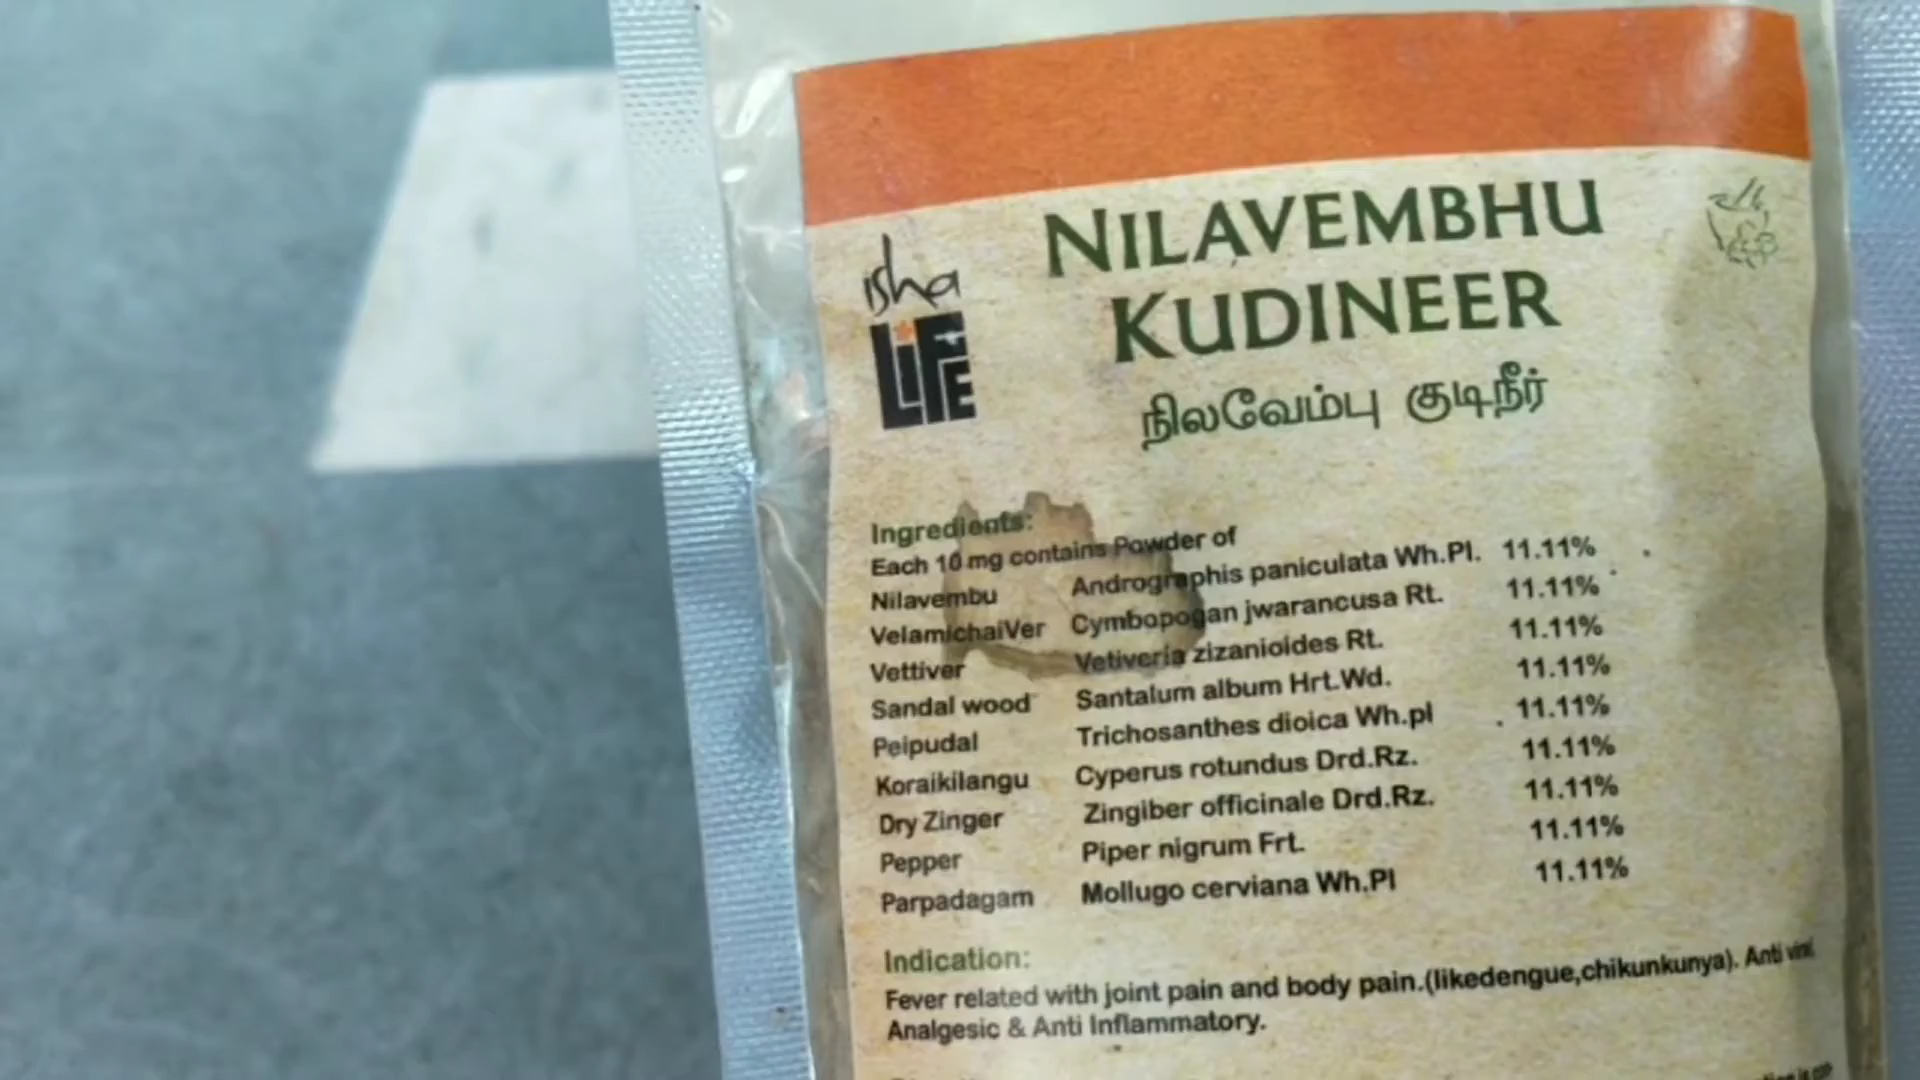 isha
LIFE
NILAVEMBHU
KUDINEER
நிலவேம்பு குடிநீர்
Ingredients:
Each 10 mg contains Powder of
Nilavembu Andrographis paniculata Wh.Pl. 11.11%
VelamichaiVer Cymbopogan jwarancusa Rt. 11.11%
Vettiver Vetiveria zizanioides Rt. 11.11%
Sandal wood Santalum album Hrt.Wd. 11.11%
Peipudal Trichosanthes dioica Wh.pl 11.11%
Koraikilangu Cyperus rotundus Drd.Rz. 11.11%
Dry Zinger Zingiber officinale Drd.Rz. 11.11%
Pepper Piper nigrum Frt. 11.11%
Parpadagam Mollugo cerviana Wh.Pl 11.11%
Indication:
Fever related with joint pain and body pain.(likedengue,chikunkunya). Anti viral
Analgesic & Anti Inflammatory.